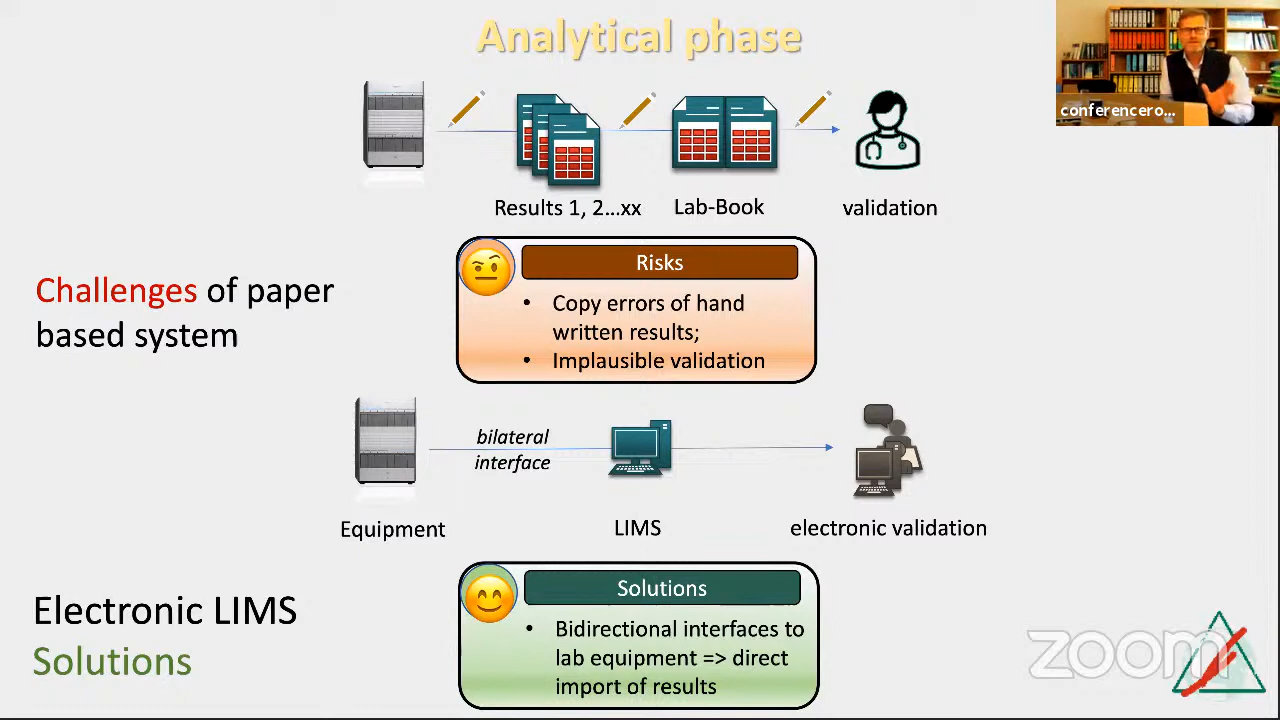 Analytical phase
conferencero...
Results 1, 2...xx
Lab-Book
validation
Challenges of paper
based system
Risks
• Copy errors of hand
written results;
• Implausible validation
bilateral
interface
Equipment
LIMS
electronic validation
Electronic LIMS
Solutions
Solutions
• Bidirectional interfaces to
lab equipment => direct
import of results
zoom